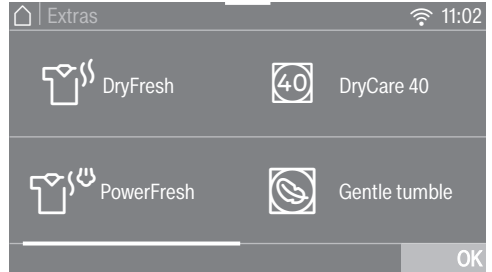 Extras 11:02
DryFresh
40 DryCare 40
PowerFresh
Gentle tumble
OK